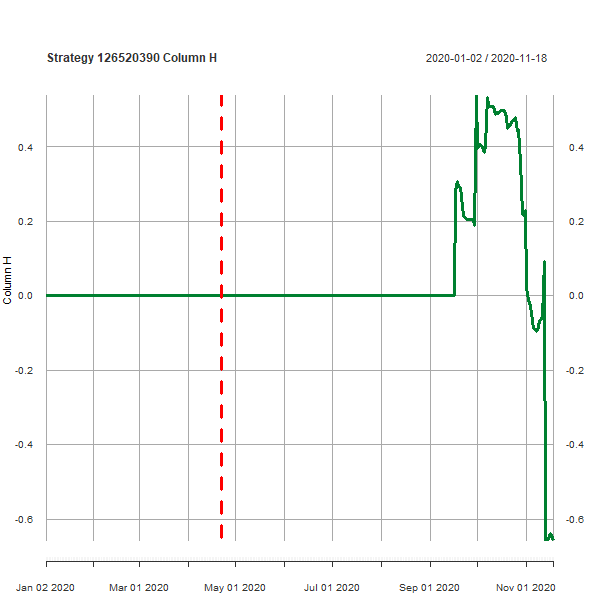 Strategy 126520390 Column H
2020-01-02 / 2020-11-18
0.4
0.4
0.2
0.2
0.0
0.0
Column H
-0.2
-0.2
-0.4
-0.4
-0.6
-0.6
Jan 02 2020
Mar 01 2020
May 01 2020
Jul 01 2020
Sep 01 2020
Nov 01 2020